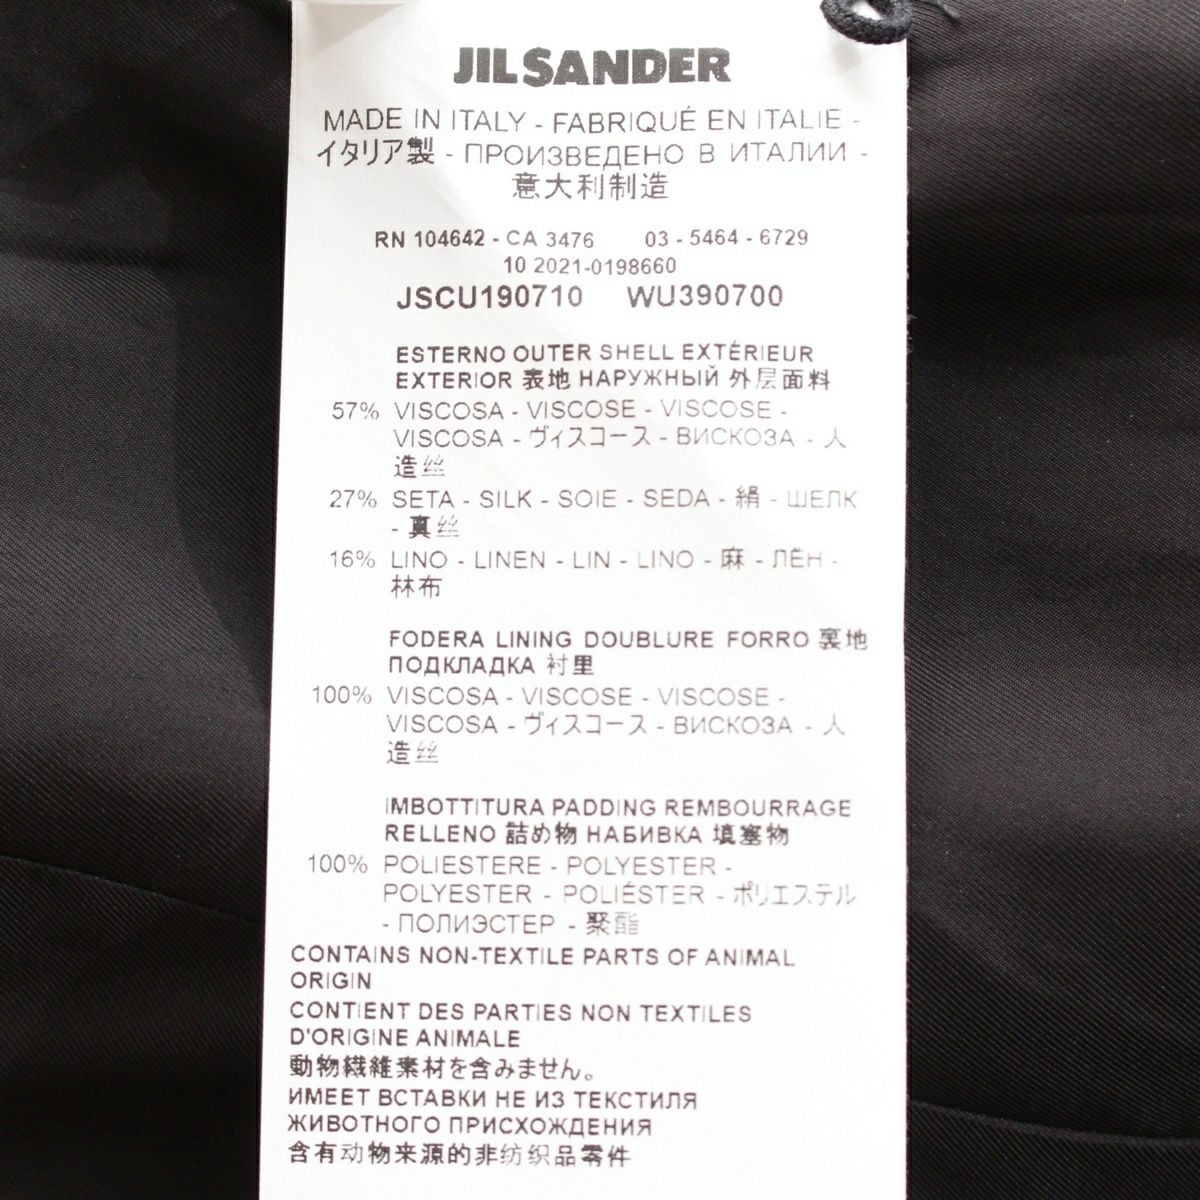 JIL SANDER
MADE IN ITALY - FABRIQUÉ EN ITALIE -
イタリア製 - ПРОИЗВЕДЕНО В ИТАЛИИ -
意大利制造
RN 104642 - CA 3476 03 - 5464 - 6729
10 2021-0198660
JSCU190710 WU390700
ESTERNO OUTER SHELL EXTÉRIEUR
EXTERIOR 表地 НАРУЖНЫЙ 外层面料
57% VISCOSA - VISCOSE - VISCOSE -
VISCOSA - ヴィスコース - ВИСКОЗА - 人
造丝
27% SETA - SILK - SOIE - SEDA - 絹 - ШЕЛК
- 真丝
16% LINO - LINEN - LIN - LINO - 麻 - ЛЁН -
林布
FODERA LINING DOUBLURE FORRO 裏地
ПОДКЛАДКА 衬里
100% VISCOSA - VISCOSE - VISCOSE -
VISCOSA - ヴィスコース - ВИСКОЗА - 人
造丝
IMBOTTITURA PADDING REMBOURRAGE
RELLENO 詰め物 НАБИВКА 填塞物
100% POLIESTERE - POLYESTER -
POLYESTER - POLIÉSTER - ポリエステル
- ПОЛИЭСТЕР - 聚酯
CONTAINS NON-TEXTILE PARTS OF ANIMAL
ORIGIN
CONTIENT DES PARTIES NON TEXTILES
D'ORIGINE ANIMALE
動物繊維素材を含みません。
ИМЕЕТ ВСТАВКИ НЕ ИЗ ТЕКСТИЛЯ
ЖИВОТНОГО ПРИСХОЖДЕНИЯ
含有动物来源的非纺织品零件